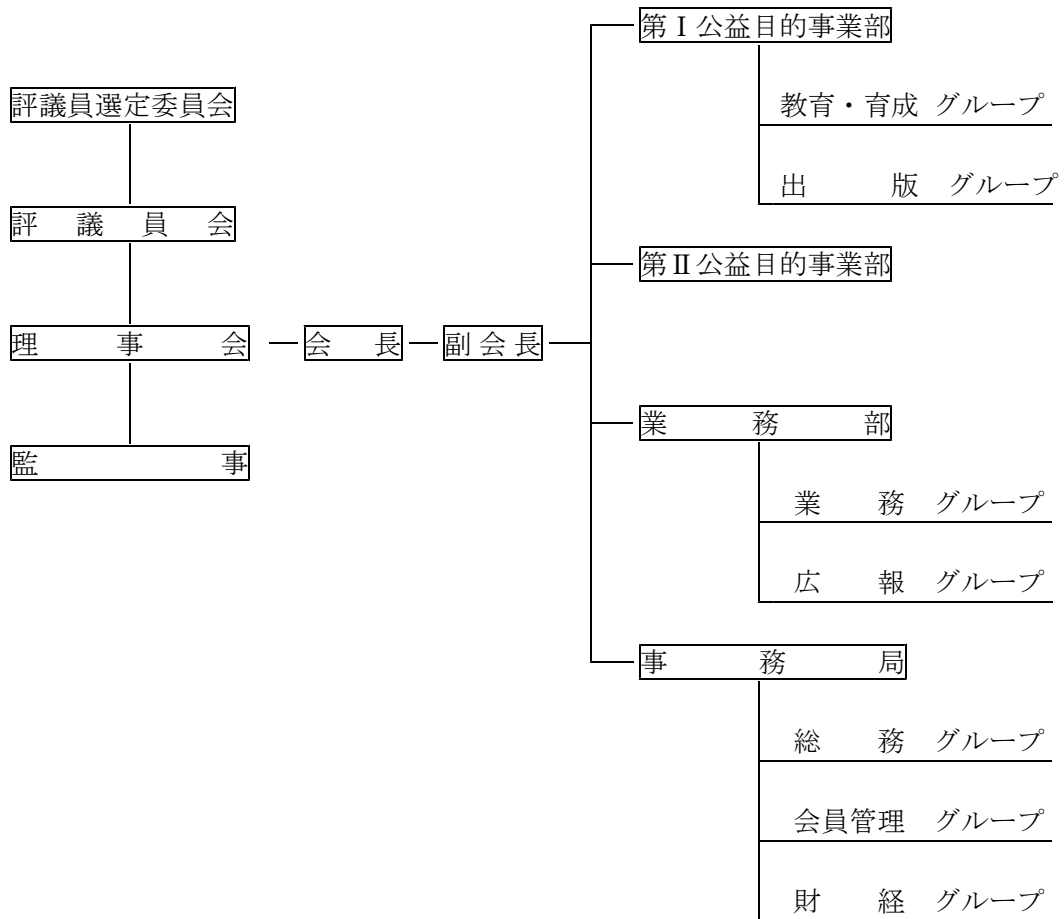 第Ⅰ公益目的事業部
評議員選定委員会
教育・育成 グループ
出 版 グループ
評 議 員 会
第Ⅱ公益目的事業部
理 事 会
会 長
副 会 長
業 務 部
監 事
業 務 グループ
広 報 グループ
事 務 局
総 務 グループ
会員管理 グループ
財 経 グループ